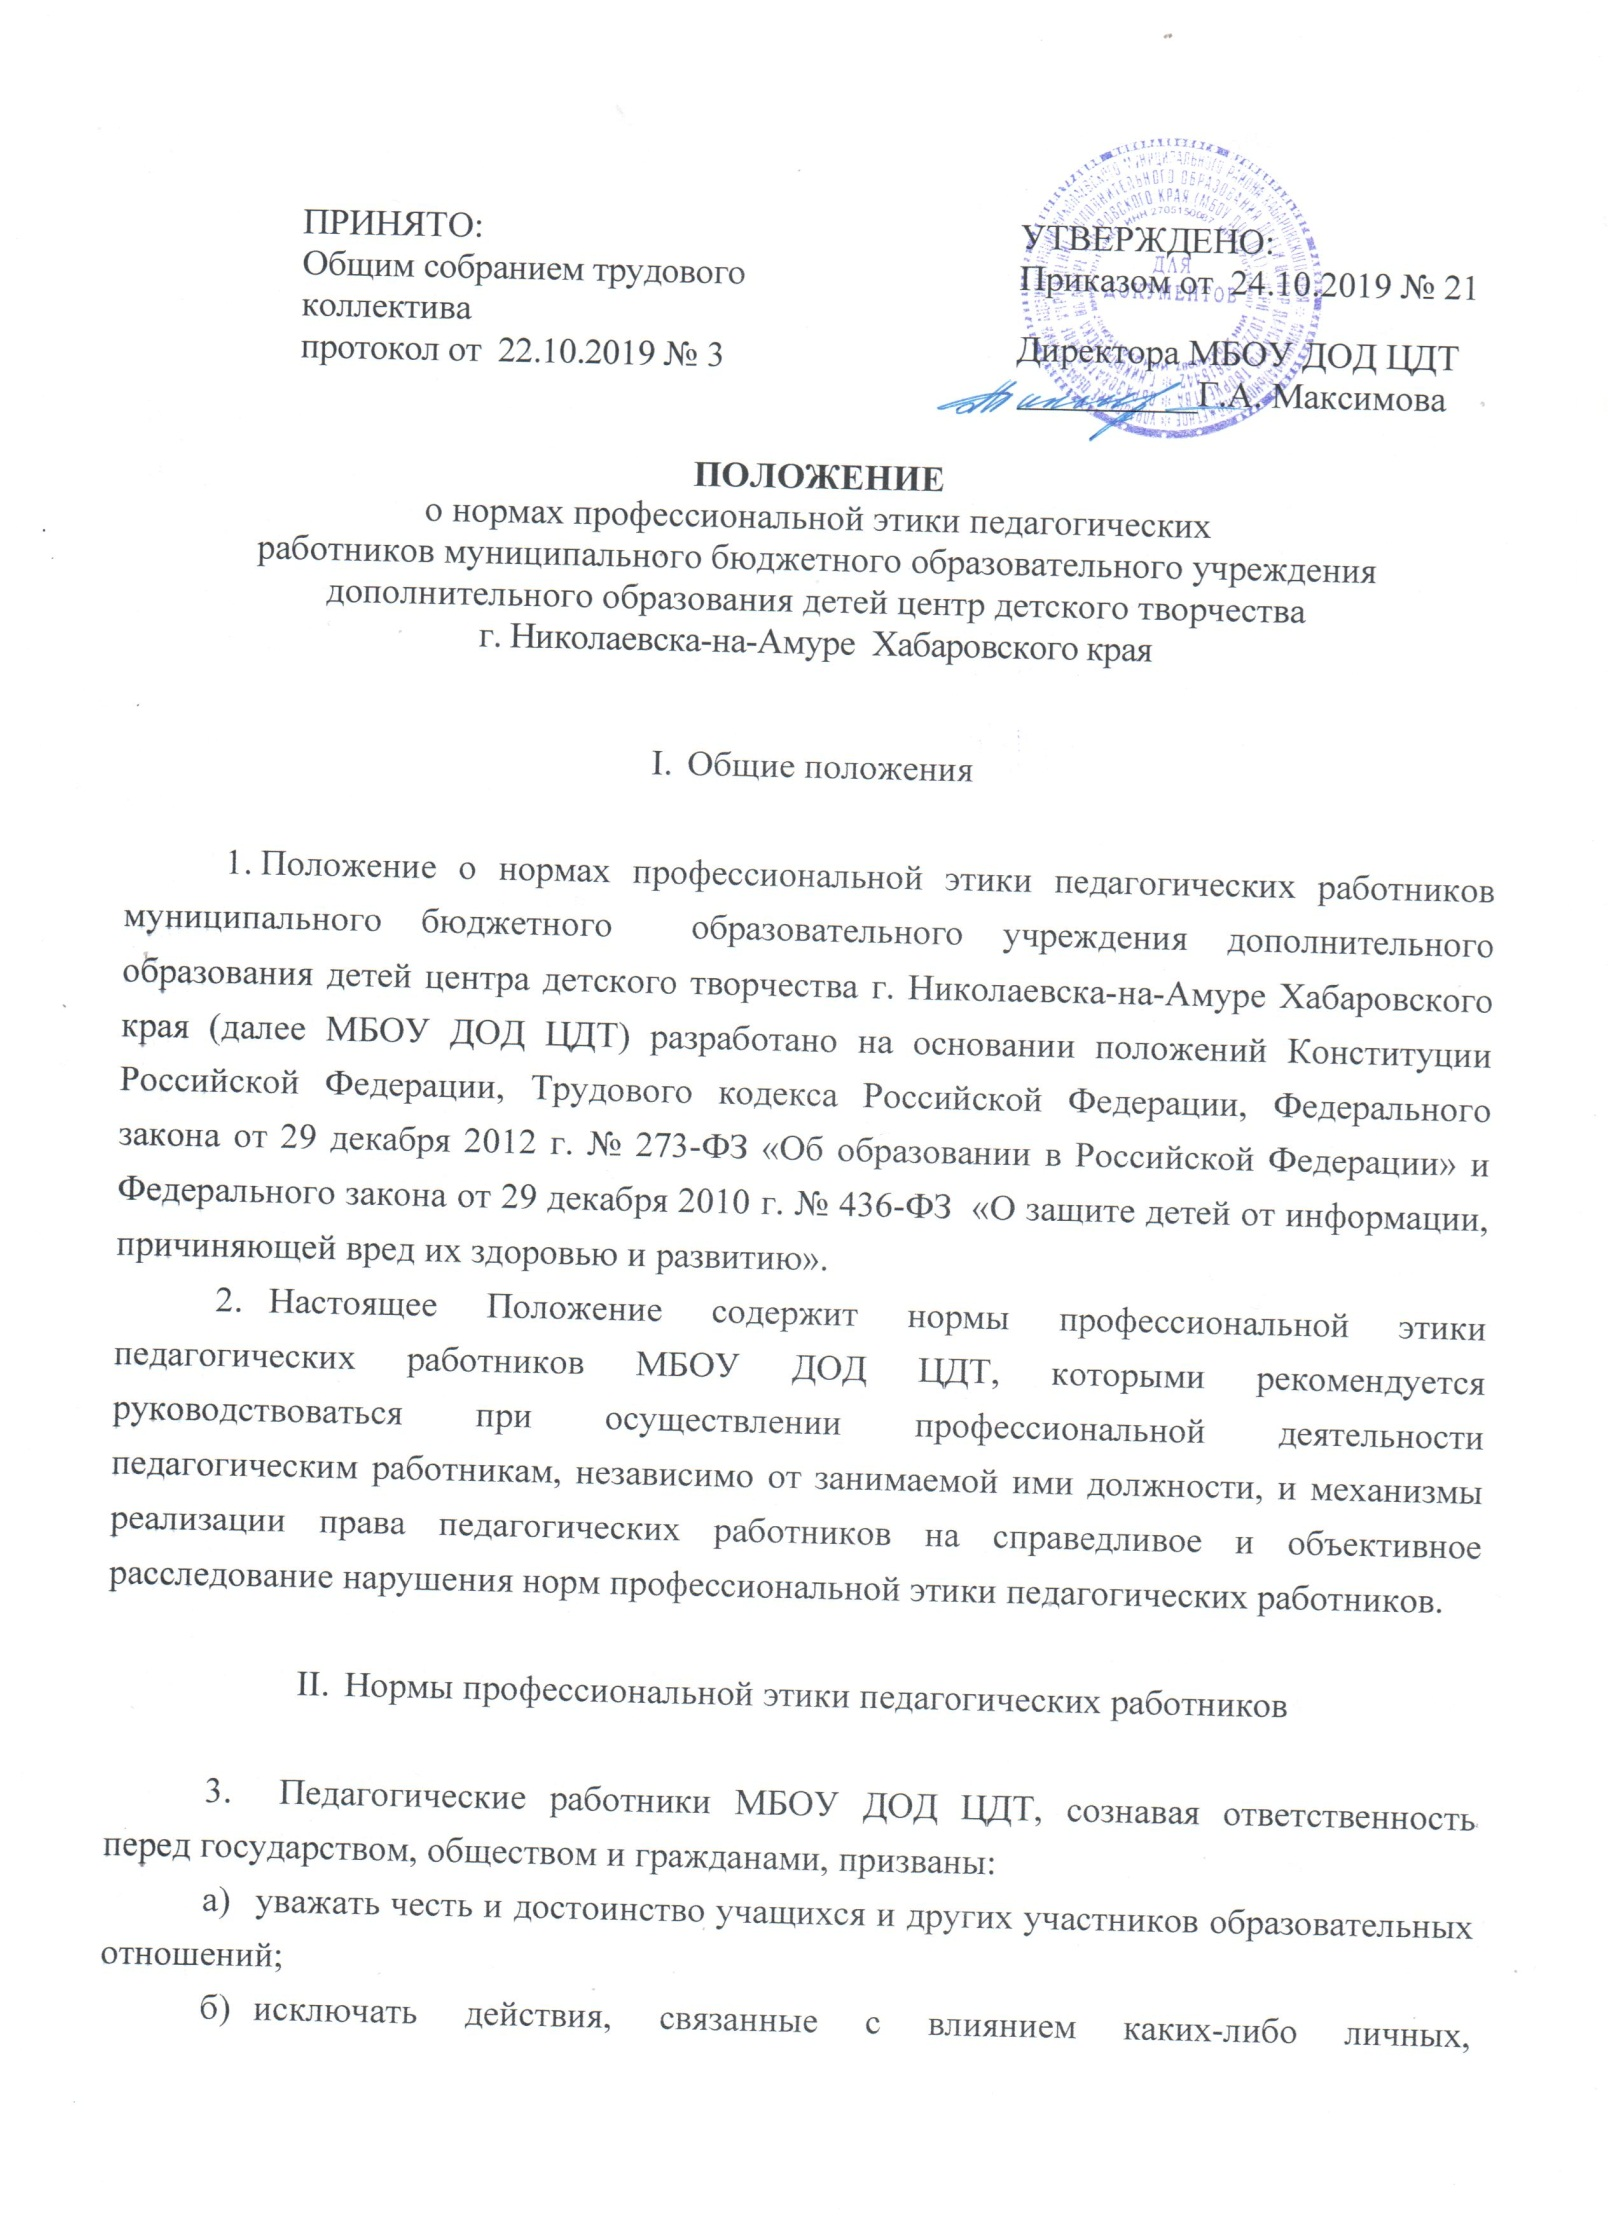 ПРИНЯТО:
Общим собранием трудового
коллектива
протокол от 22.10.2019 № 3
УТВЕРЖДЕНО:
Приказом от 24.10.2019 № 21
Директора МБОУ ДОД ЦДТ
Г.А. Максимова
ДЛЯ
ДОКУМЕНТОВ
ПОЛОЖЕНИЕ
о нормах профессиональной этики педагогических
работников муниципального бюджетного образовательного учреждения
дополнительного образования детей центр детского творчества
г. Николаевска-на-Амуре Хабаровского края
I. Общие положения
1. Положение о нормах профессиональной этики педагогических работников
муниципального бюджетного образовательного учреждения дополнительного
образования детей центра детского творчества г. Николаевска-на-Амуре Хабаровского
края (далее МБОУ ДОД ЦДТ) разработано на основании положений Конституции
Российской Федерации, Трудового кодекса Российской Федерации, Федерального
закона от 29 декабря 2012 г. № 273-ФЗ «Об образовании в Российской Федерации» и
Федерального закона от 29 декабря 2010 г. № 436-ФЗ «О защите детей от информации,
причиняющей вред их здоровью и развитию».
2. Настоящее Положение содержит нормы профессиональной этики
педагогических работников МБОУ ДОД ЦДТ, которыми рекомендуется
руководствоваться при осуществлении профессиональной деятельности
педагогическим работникам, независимо от занимаемой ими должности, и механизмы
реализации права педагогических работников на справедливое и объективное
расследование нарушения норм профессиональной этики педагогических работников.
II. Нормы профессиональной этики педагогических работников
3. Педагогические работники МБОУ ДОД ЦДТ, сознавая ответственность
перед государством, обществом и гражданами, призваны:
а) уважать честь и достоинство учащихся и других участников образовательных
отношений;
б) исключать действия, связанные с влиянием каких-либо личных,